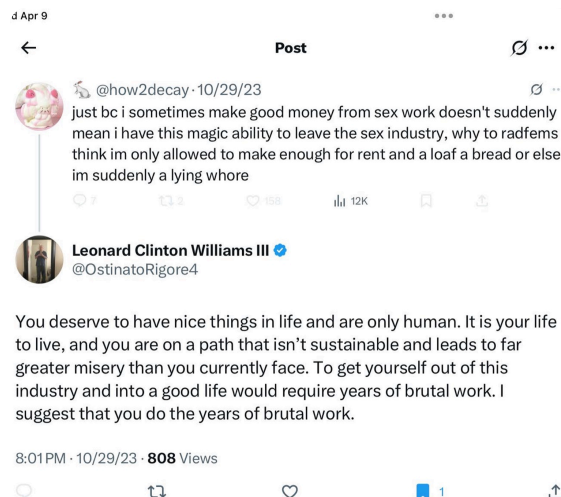 d Apr 9
Post
@how2decay · 10/29/23
just bc i sometimes make good money from sex work doesn't suddenly
mean i have this magic ability to leave the sex industry, why to radfems
think im only allowed to make enough for rent and a loaf a bread or else
im suddenly a lying whore
7 2 158 12K
Leonard Clinton Williams III
@OstinatoRigore4
You deserve to have nice things in life and are only human. It is your life
to live, and you are on a path that isn’t sustainable and leads to far
greater misery than you currently face. To get yourself out of this
industry and into a good life would require years of brutal work. I
suggest that you do the years of brutal work.
8:01 PM · 10/29/23 · 808 Views
1